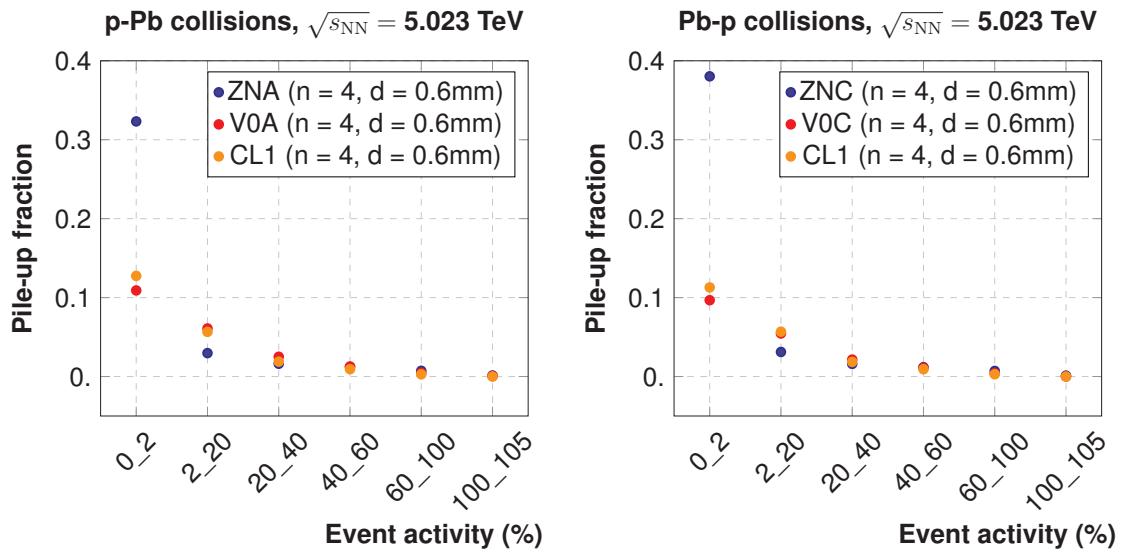 p-Pb collisions, √sNN = 5.023 TeV
0.4
0.3
0.2
0.1
0.
Pile-up fraction
ZNA (n = 4, d = 0.6mm)
V0A (n = 4, d = 0.6mm)
CL1 (n = 4, d = 0.6mm)
0_2
2_20
20_40
40_60
60_100
100_105
Event activity (%)
Pb-p collisions, √sNN = 5.023 TeV
0.4
0.3
0.2
0.1
0.
Pile-up fraction
ZNC (n = 4, d = 0.6mm)
V0C (n = 4, d = 0.6mm)
CL1 (n = 4, d = 0.6mm)
0_2
2_20
20_40
40_60
60_100
100_105
Event activity (%)